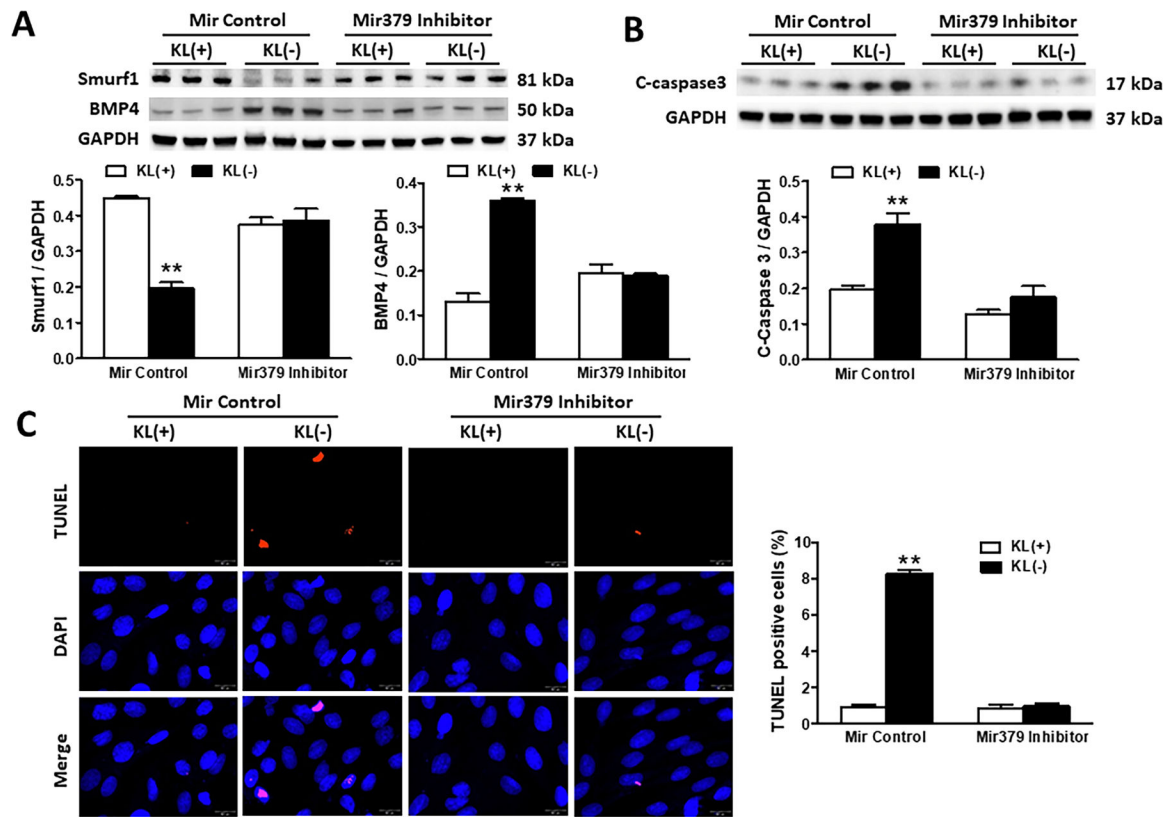 A
Mir Control Mir379 Inhibitor
KL(+) KL(-) KL(+) KL(-)
Smurf1 81 kDa
BMP4 50 kDa
GAPDH 37 kDa
KL(+) KL(-)
Smurf1 / GAPDH
0.5
0.4
0.3
0.2
0.1
0.0
**
Mir Control Mir379 Inhibitor
KL(+) KL(-)
BMP4 / GAPDH
0.4
0.3
0.2
0.1
0.0
**
Mir Control Mir379 Inhibitor
B
Mir Control Mir379 Inhibitor
KL(+) KL(-) KL(+) KL(-)
C-caspase3 17 kDa
GAPDH 37 kDa
KL(+) KL(-)
C-Caspase 3 / GAPDH
0.5
0.4
0.3
0.2
0.1
0.0
**
Mir Control Mir379 Inhibitor
C
Mir Control Mir379 Inhibitor
KL(+) KL(-) KL(+) KL(-)
TUNEL
DAPI
Merge
TUNEL positive cells (%)
10
8
6
4
2
0
**
KL(+)
KL(-)
Mir Control Mir379 Inhibitor